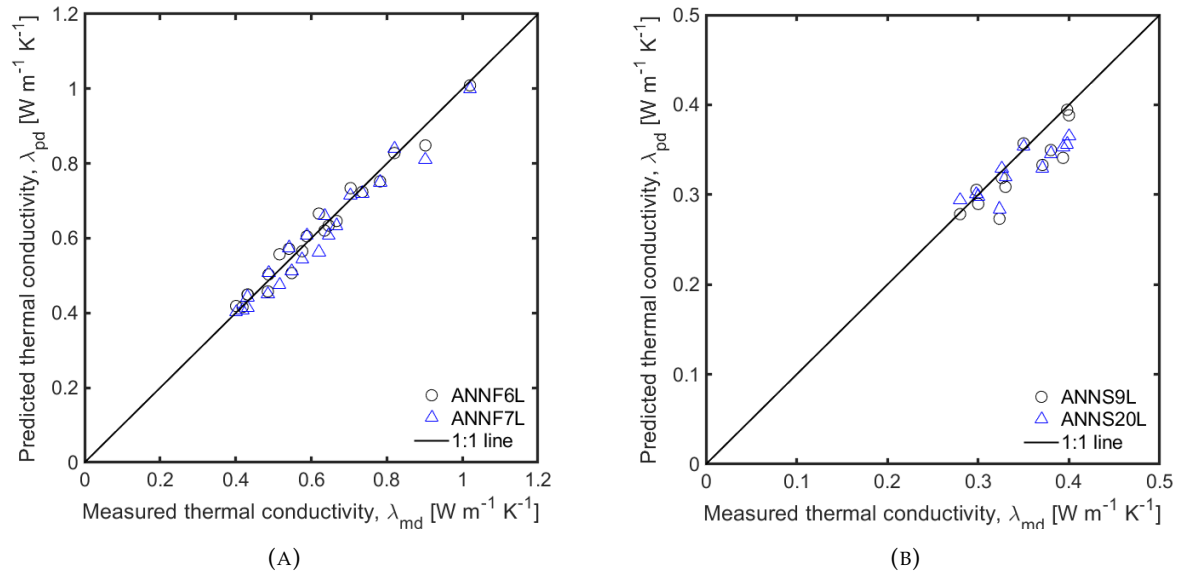 Predicted thermal conductivity, λpd [W m-1 K-1]
1.2
1
0.8
0.6
0.4
0.2
0
0
0.2
0.4
0.6
0.8
1
1.2
ANNF6L
ANNF7L
1:1 line
Measured thermal conductivity, λmd [W m-1 K-1]
(A)
Predicted thermal conductivity, λpd [W m-1 K-1]
0.5
0.4
0.3
0.2
0.1
0
0
0.1
0.2
0.3
0.4
0.5
ANNS9L
ANNS20L
1:1 line
Measured thermal conductivity, λmd [W m-1 K-1]
(B)